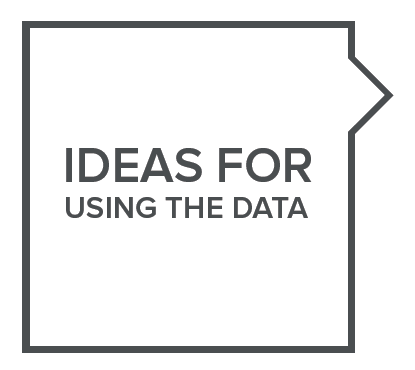 IDEAS FOR
USING THE DATA